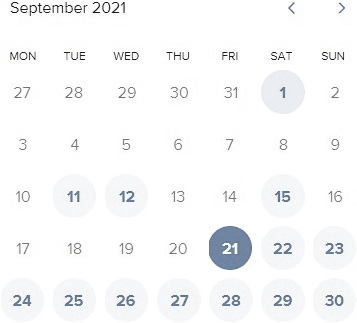 September 2021
MON TUE WED THU FRI SAT SUN
27 28 29 30 31 1 2
3 4 5 6 7 8 9
10 11 12 13 14 15 16
17 18 19 20 21 22 23
24 25 26 27 28 29 30